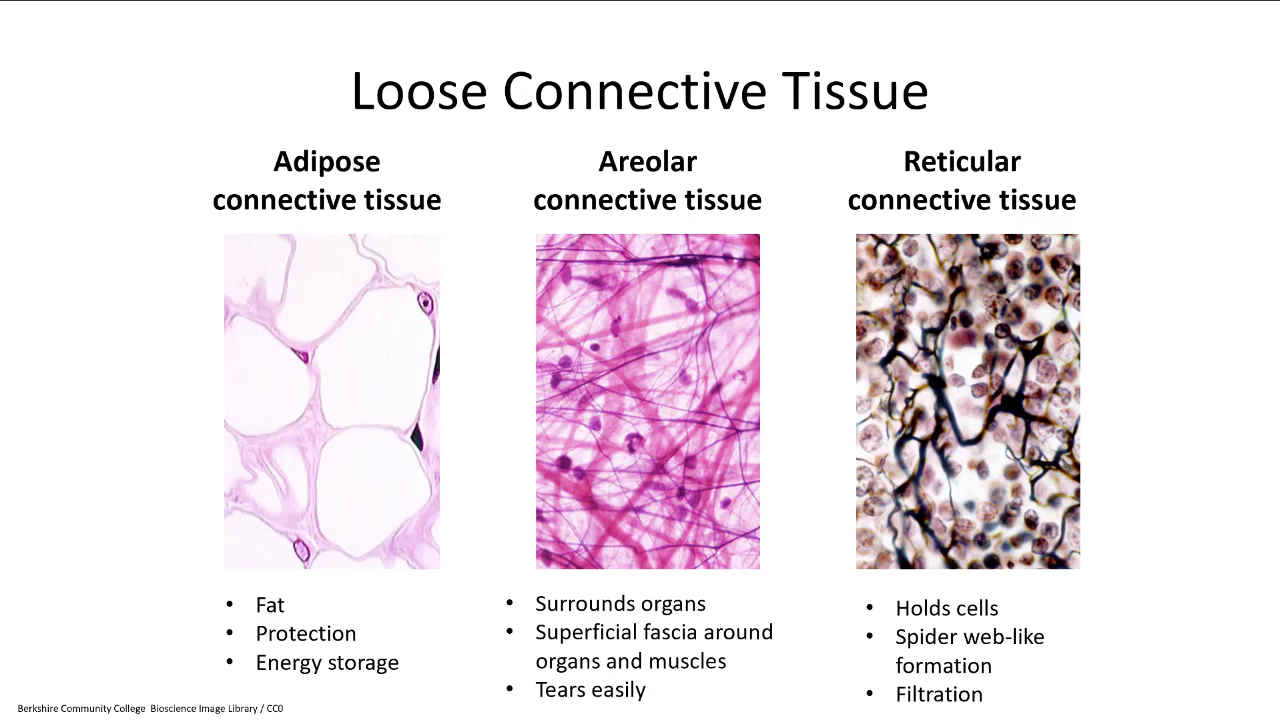 Loose Connective Tissue
Adipose
connective tissue
Areolar
connective tissue
Reticular
connective tissue
• Fat
• Protection
• Energy storage
• Surrounds organs
• Superficial fascia around
organs and muscles
• Tears easily
• Holds cells
• Spider web-like
formation
• Filtration
Berkshire Community College Bioscience Image Library / CC0